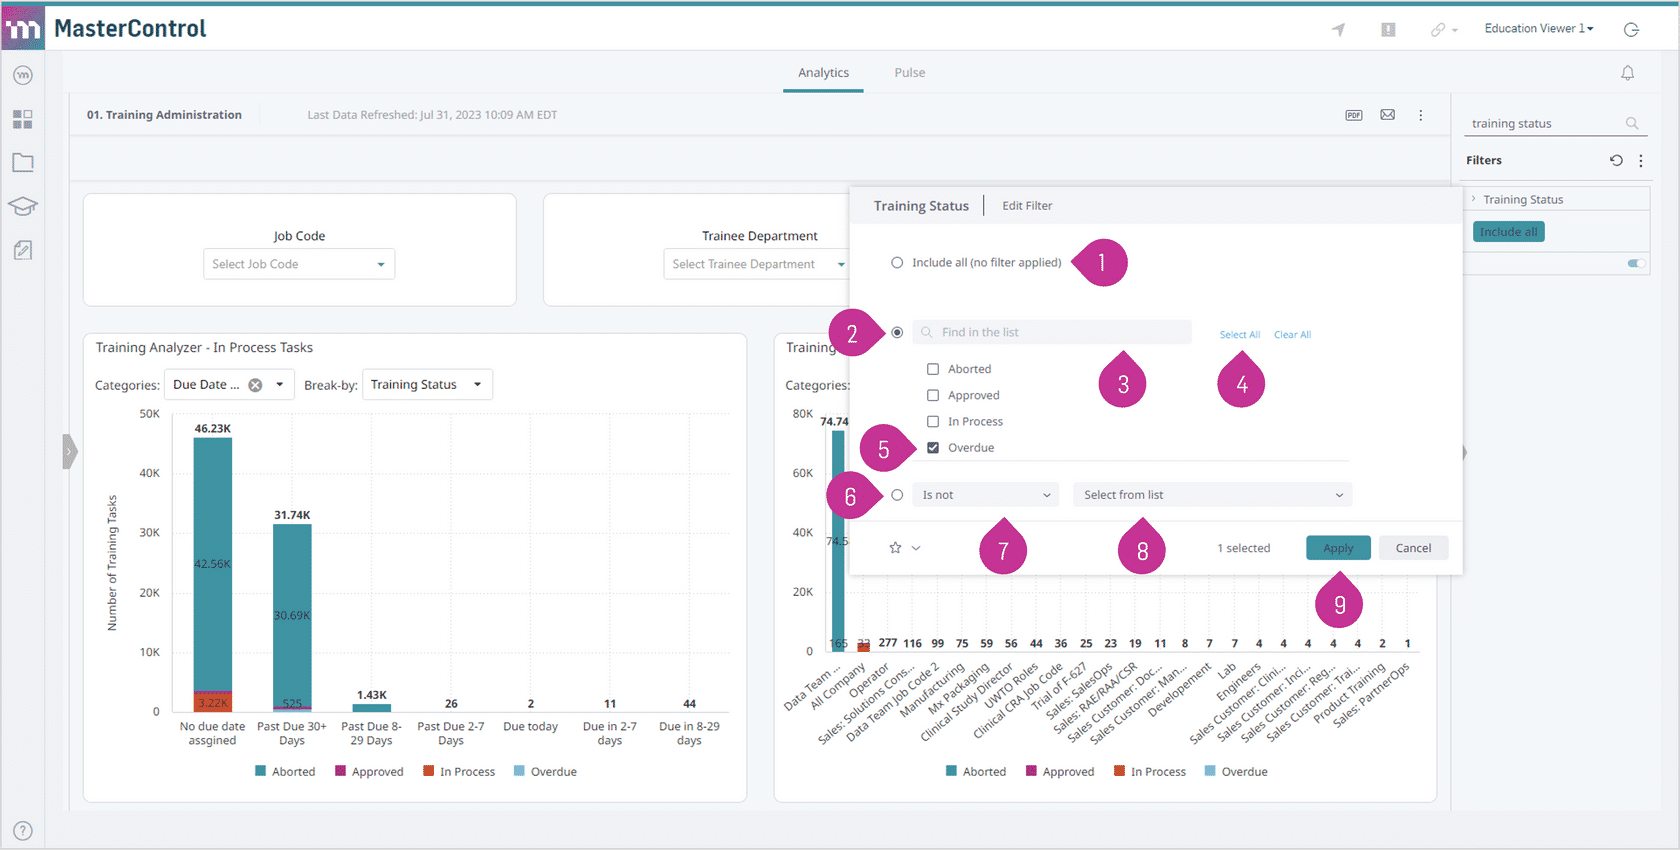 MasterControl
Education Viewer 1
Analytics
Pulse
01. Training Administration
Last Data Refreshed: Jul 31, 2023 10:09 AM EDT
PDF
training status
Filters
Training Status
Include all
Job Code
Select Job Code
Trainee Department
Select Trainee Department
Training Status
Edit Filter
Include all (no filter applied)
1
2
Find in the list
Select All
Clear All
3
4
Aborted
Approved
In Process
5
Overdue
6
Is not
Select from list
7
8
1 selected
Apply
Cancel
9
Training Analyzer - In Process Tasks
Categories:
Due Date ...
Break-by:
Training Status
Number of Training Tasks
50K
40K
30K
20K
10K
0
46.23K
42.56K
3.22K
31.74K
30.69K
525
1.43K
26
2
11
44
No due date assgined
Past Due 30+ Days
Past Due 8-29 Days
Past Due 2-7 Days
Due today
Due in 2-7 days
Due in 8-29 days
Aborted
Approved
In Process
Overdue
Training
Categories:
80K
60K
40K
20K
0
74.74
74.5
165
33
277
116
99
75
59
56
44
36
25
23
19
11
8
7
7
4
4
4
4
4
2
1
Data Team ...
All Company
Operator
Sales: Solutions Cons...
Data Team Job Code 2
Manufacturing
Mx Packaging
Clinical Study Director
UWTO Roles
Clinical CRA Job Code
Trial of F-627
Sales: SalesOps
Sales: RAE/RAA/CSR
Sales Customer: Doc...
Sales Customer: Man...
Developement
Lab
Engineers
Sales Customer: Clini...
Sales Customer: Inci...
Sales Customer: Reg...
Sales Customer: Trai...
Product Training
Sales: PartnerOps
Aborted
Approved
In Process
Overdue